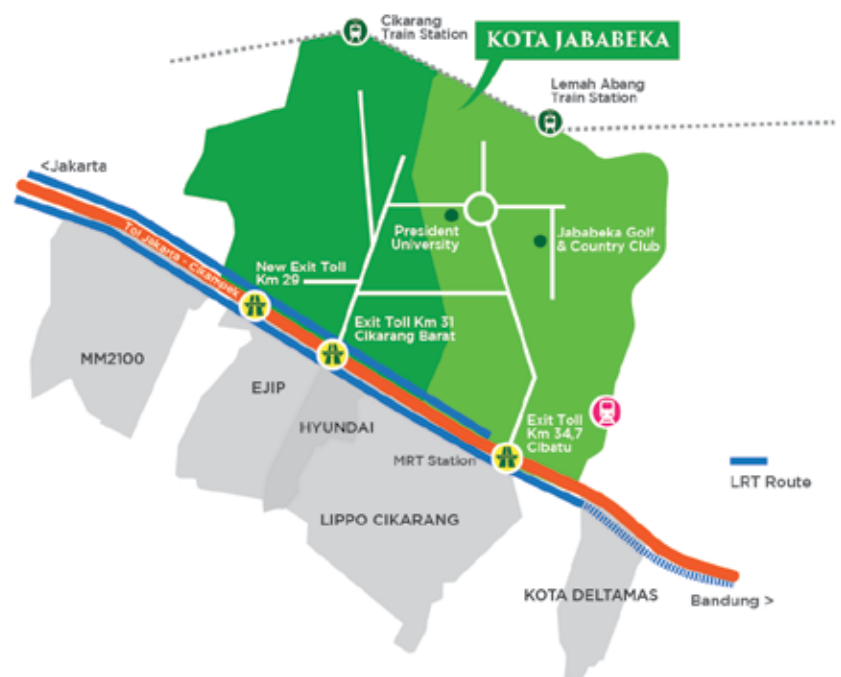 Cikarang
Train Station
KOTA JABABEKA
Lemah Abang
Train Station
<Jakarta
Tol Jakarta - Cikampek
President
University
Jababeka Golf
& Country Club
New Exit Toll
Km 29
Exit Toll Km 31
Cikarang Barat
MM2100
EJIP
HYUNDAI
Exit Toll
Km 34,7
Cibatu
MRT Station
LRT Route
LIPPO CIKARANG
KOTA DELTAMAS
Bandung >